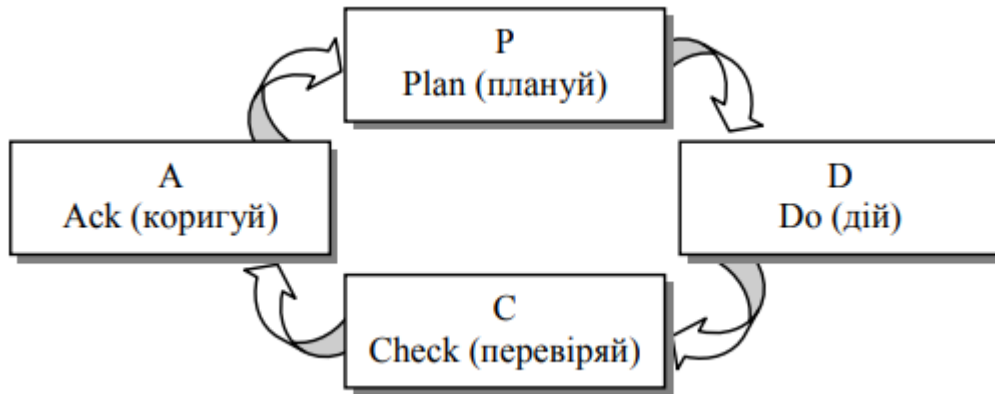 P
Plan (плануй)
A
Ack (коригуй)
D
Do (дій)
C
Check (перевіряй)